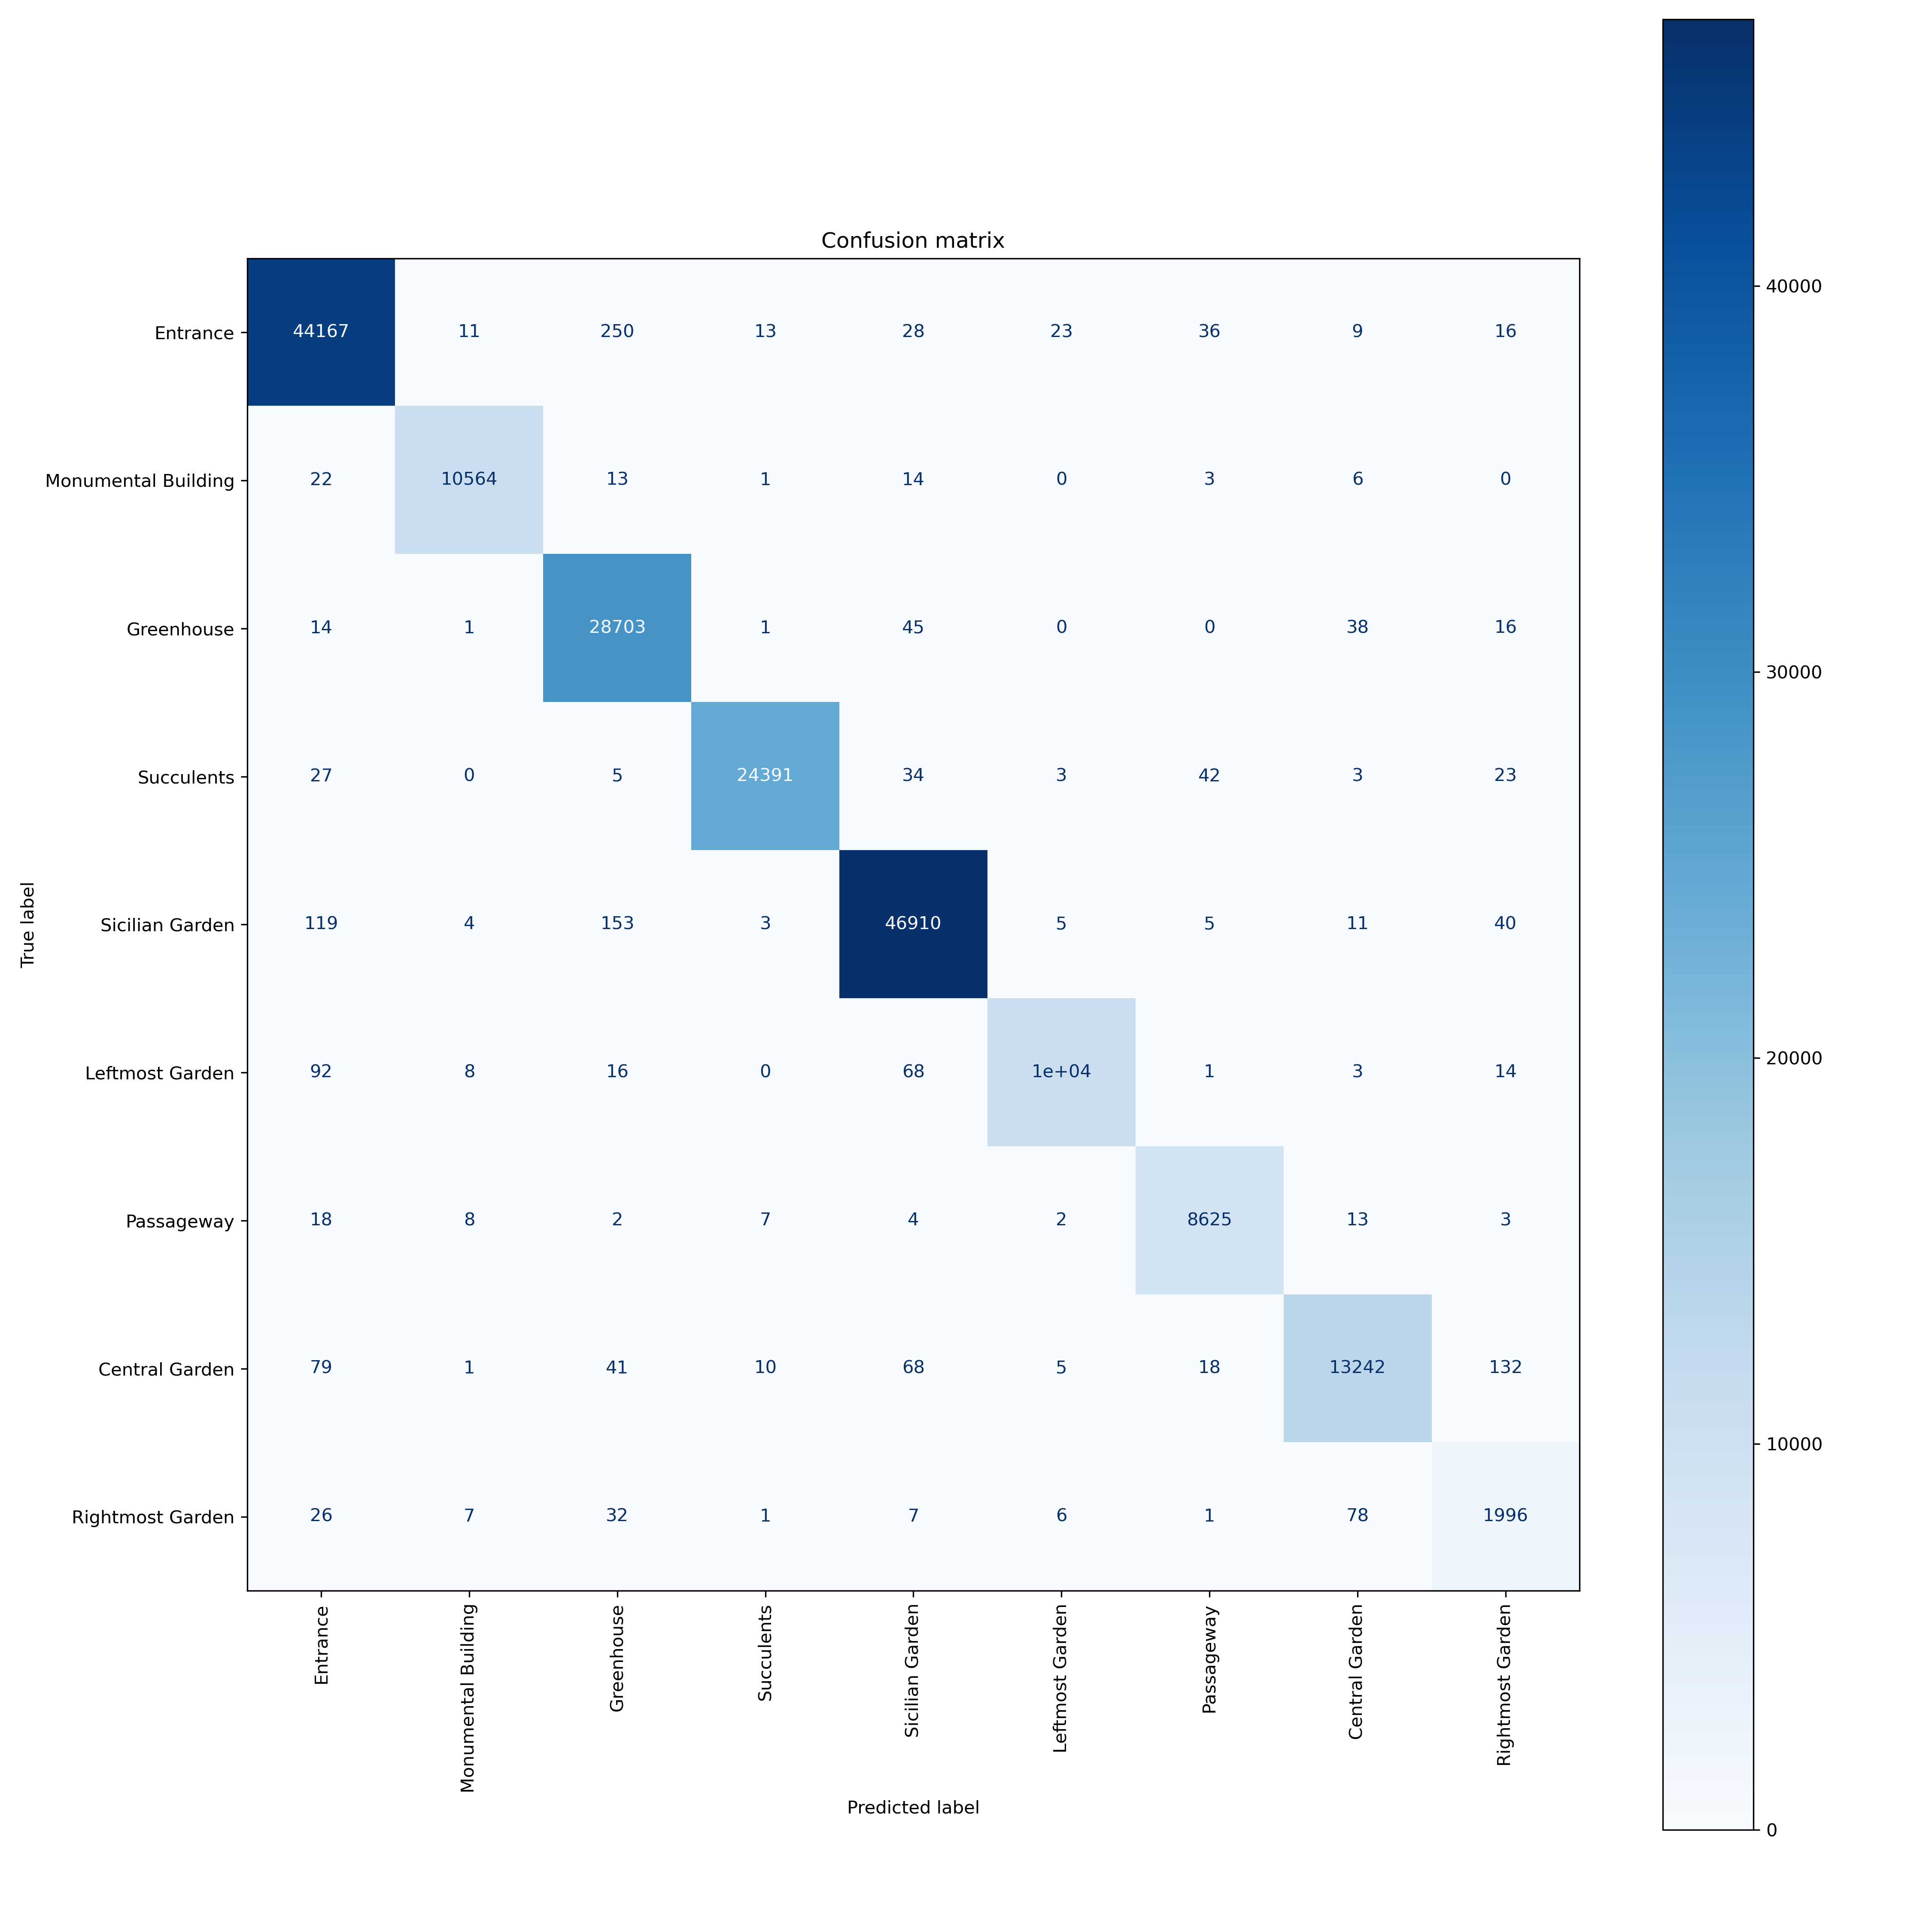 Confusion matrix
Entrance 44167 11 250 13 28 23 36 9 16
Monumental Building 22 10564 13 1 14 0 3 6 0
Greenhouse 14 1 28703 1 45 0 0 38 16
Succulents 27 0 5 24391 34 3 42 3 23
Sicilian Garden 119 4 153 3 46910 5 5 11 40
Leftmost Garden 92 8 16 0 68 1e+04 1 3 14
Passageway 18 8 2 7 4 2 8625 13 3
Central Garden 79 1 41 10 68 5 18 13242 132
Rightmost Garden 26 7 32 1 7 6 1 78 1996
True label
Entrance
Monumental Building
Greenhouse
Succulents
Sicilian Garden
Leftmost Garden
Passageway
Central Garden
Rightmost Garden
Predicted label
40000
30000
20000
10000
0